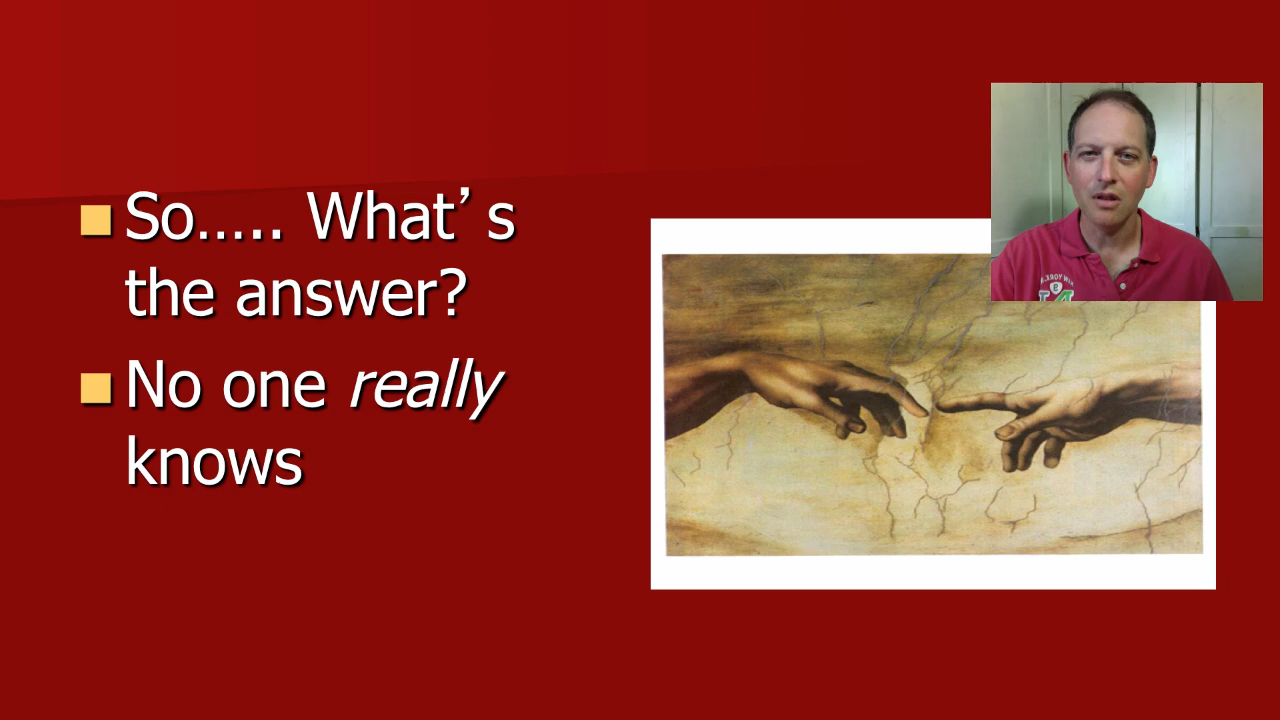 So….. What’s
the answer?
No one really
knows